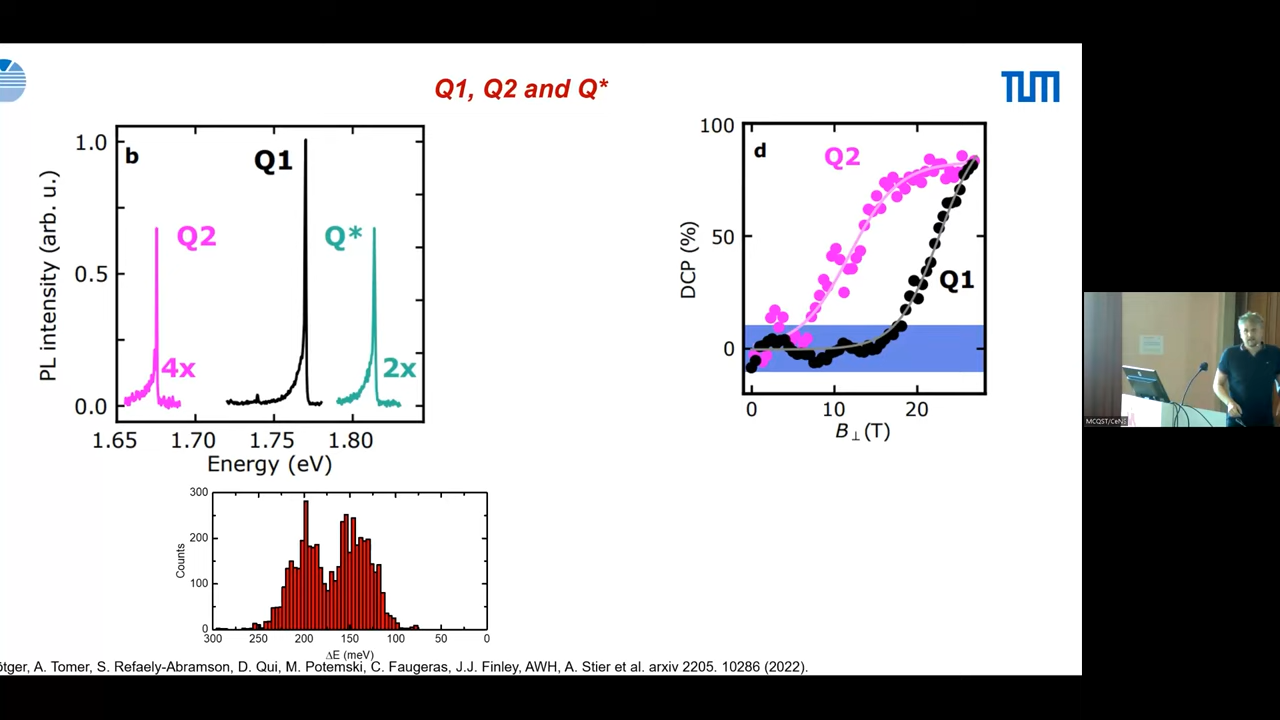 Q1, Q2 and Q*
TUM
b
Q1
Q2
Q*
4x
2x
1.0
0.5
0.0
PL intensity (arb. u.)
1.65 1.70 1.75 1.80
Energy (eV)
d
Q2
Q1
100
50
0
DCP (%)
0 10 20
B⊥(T)
300
200
100
0
Counts
300 250 200 150 100 50 0
ΔE (meV)
A. Tomer, S. Refaely-Abramson, D. Qui, M. Potemski, C. Faugeras, J.J. Finley, AWH, A. Stier et al. arxiv 2205. 10286 (2022).
MCQST/CeNS